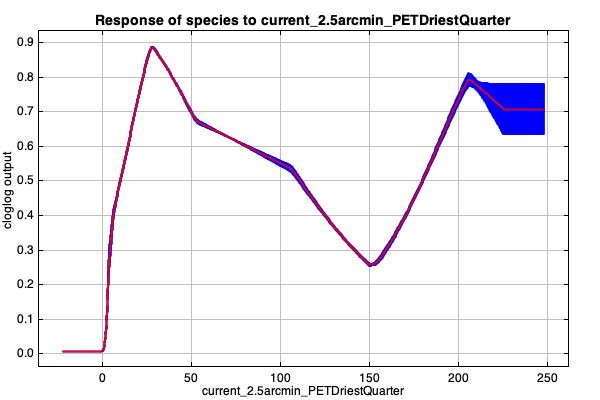 Response of species to current_2.5arcmin_PETDriestQuarter
cloglog output
0.9
0.8
0.7
0.6
0.5
0.4
0.3
0.2
0.1
0.0
0 50 100 150 200 250
current_2.5arcmin_PETDriestQuarter